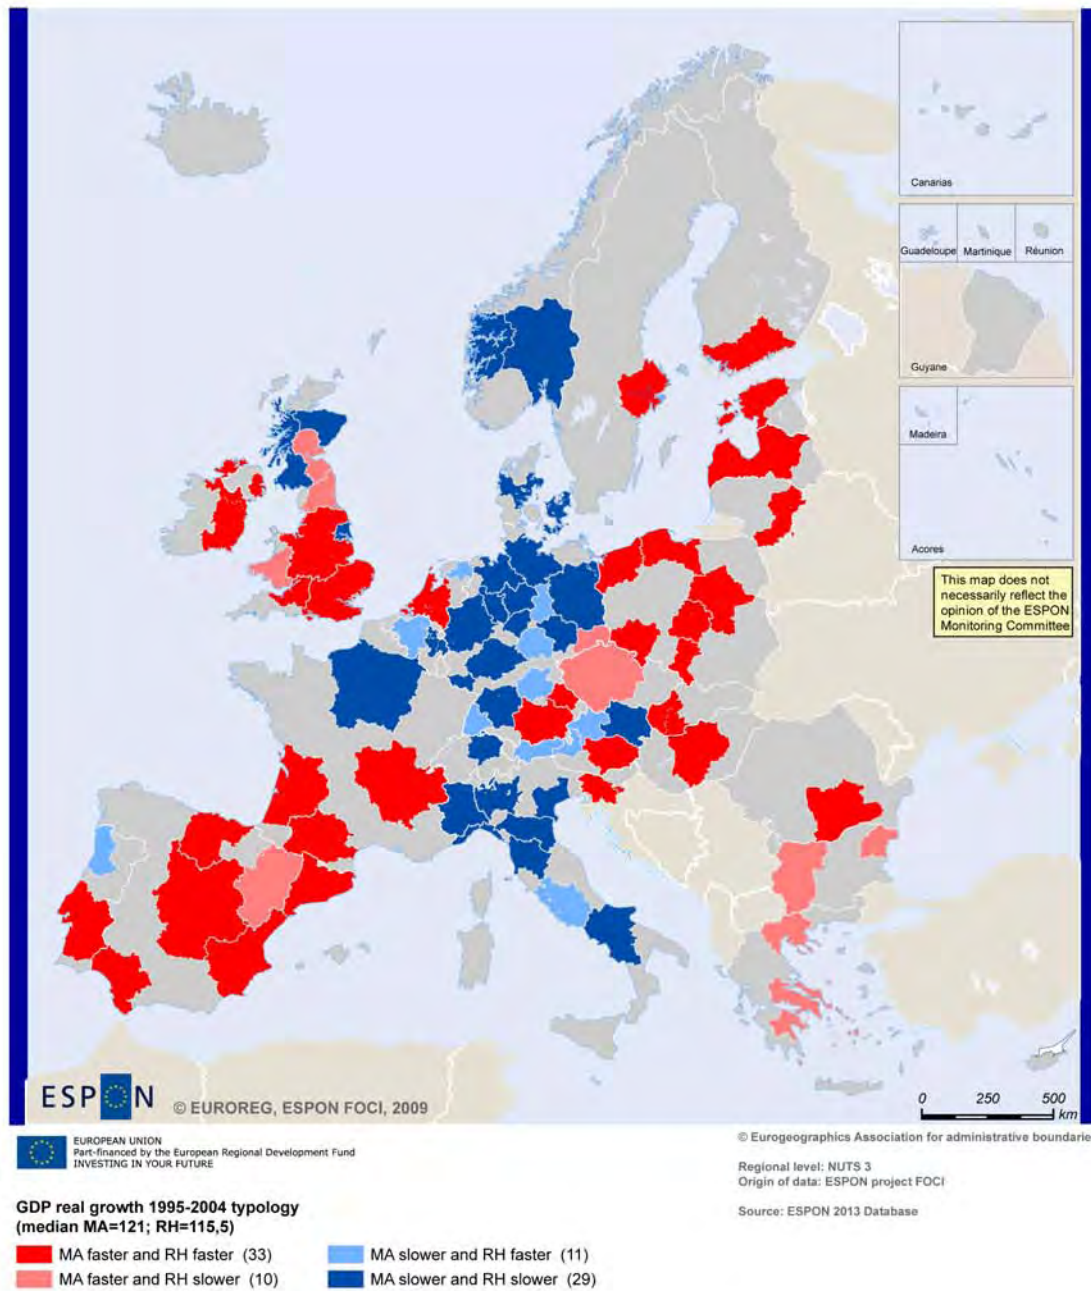 Canarias
Guadeloupe
Martinique
Réunion
Guyane
Madeira
Acores
This map does not
necessarily reflect the
opinion of the ESPON
Monitoring Committee
ESPON
© EUROREG, ESPON FOCI, 2009
0 250 500
km
EUROPEAN UNION
Part-financed by the European Regional Development Fund
INVESTING IN YOUR FUTURE
© Eurogeographics Association for administrative boundarie
Regional level: NUTS 3
Origin of data: ESPON project FOCI
Source: ESPON 2013 Database
GDP real growth 1995-2004 typology
(median MA=121; RH=115,5)
MA faster and RH faster (33)
MA slower and RH faster (11)
MA faster and RH slower (10)
MA slower and RH slower (29)